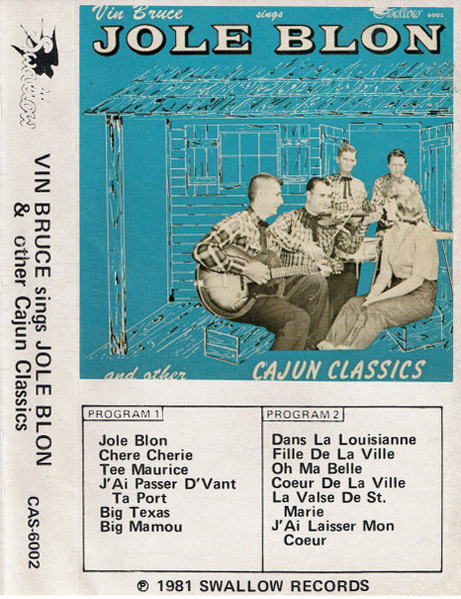 Swallow
VIN BRUCE sings JOLE BLON
& other Cajun Classics
CAS-6002
Vin Bruce sings
Swallow 6002
JOLE BLON
and other CAJUN CLASSICS
PROGRAM 1
Jole Blon
Chere Cherie
Tee Maurice
J'Ai Passer D'Vant
Ta Port
Big Texas
Big Mamou
PROGRAM 2
Dans La Louisianne
Fille De La Ville
Oh Ma Belle
Coeur De La Ville
La Valse De St.
Marie
J'Ai Laisser Mon
Coeur
℗ 1981 SWALLOW RECORDS